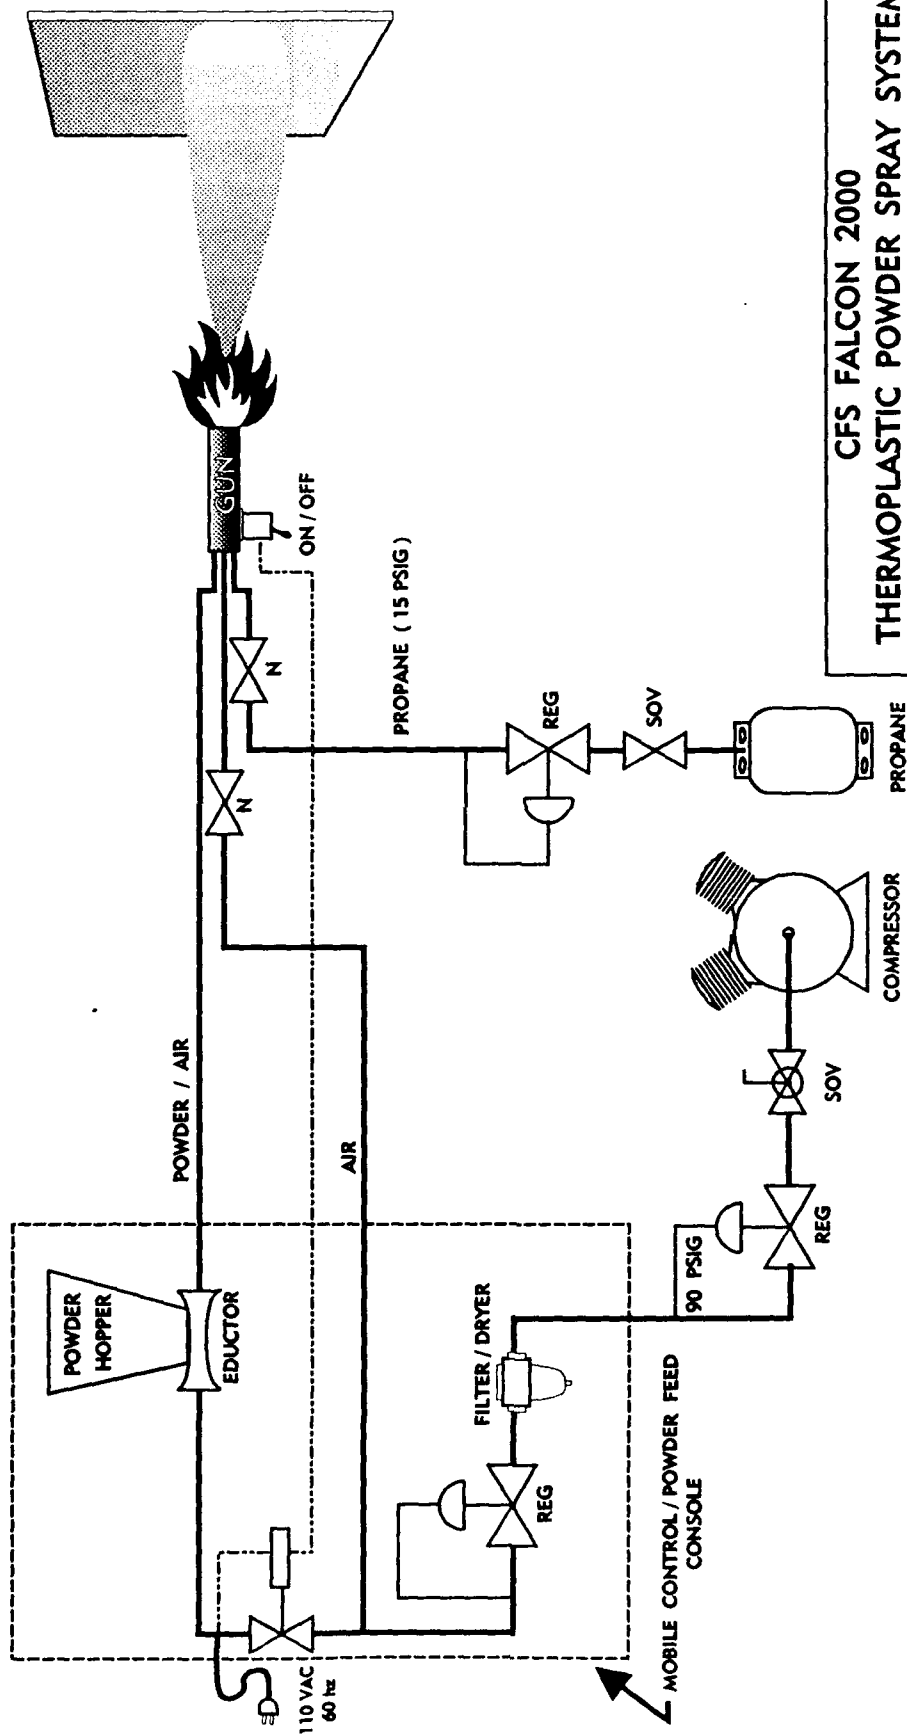 POWDER
HOPPER
EDUCTOR
POWDER / AIR
GUN
N
N
ON / OFF
110 VAC
60 hz
AIR
PROPANE ( 15 PSIG )
FILTER / DRYER
REG
REG
SOV
MOBILE CONTROL / POWDER FEED
CONSOLE
90 PSIG
REG
SOV
COMPRESSOR
PROPANE
CFS FALCON 2000
THERMOPLASTIC POWDER SPRAY SYSTEM